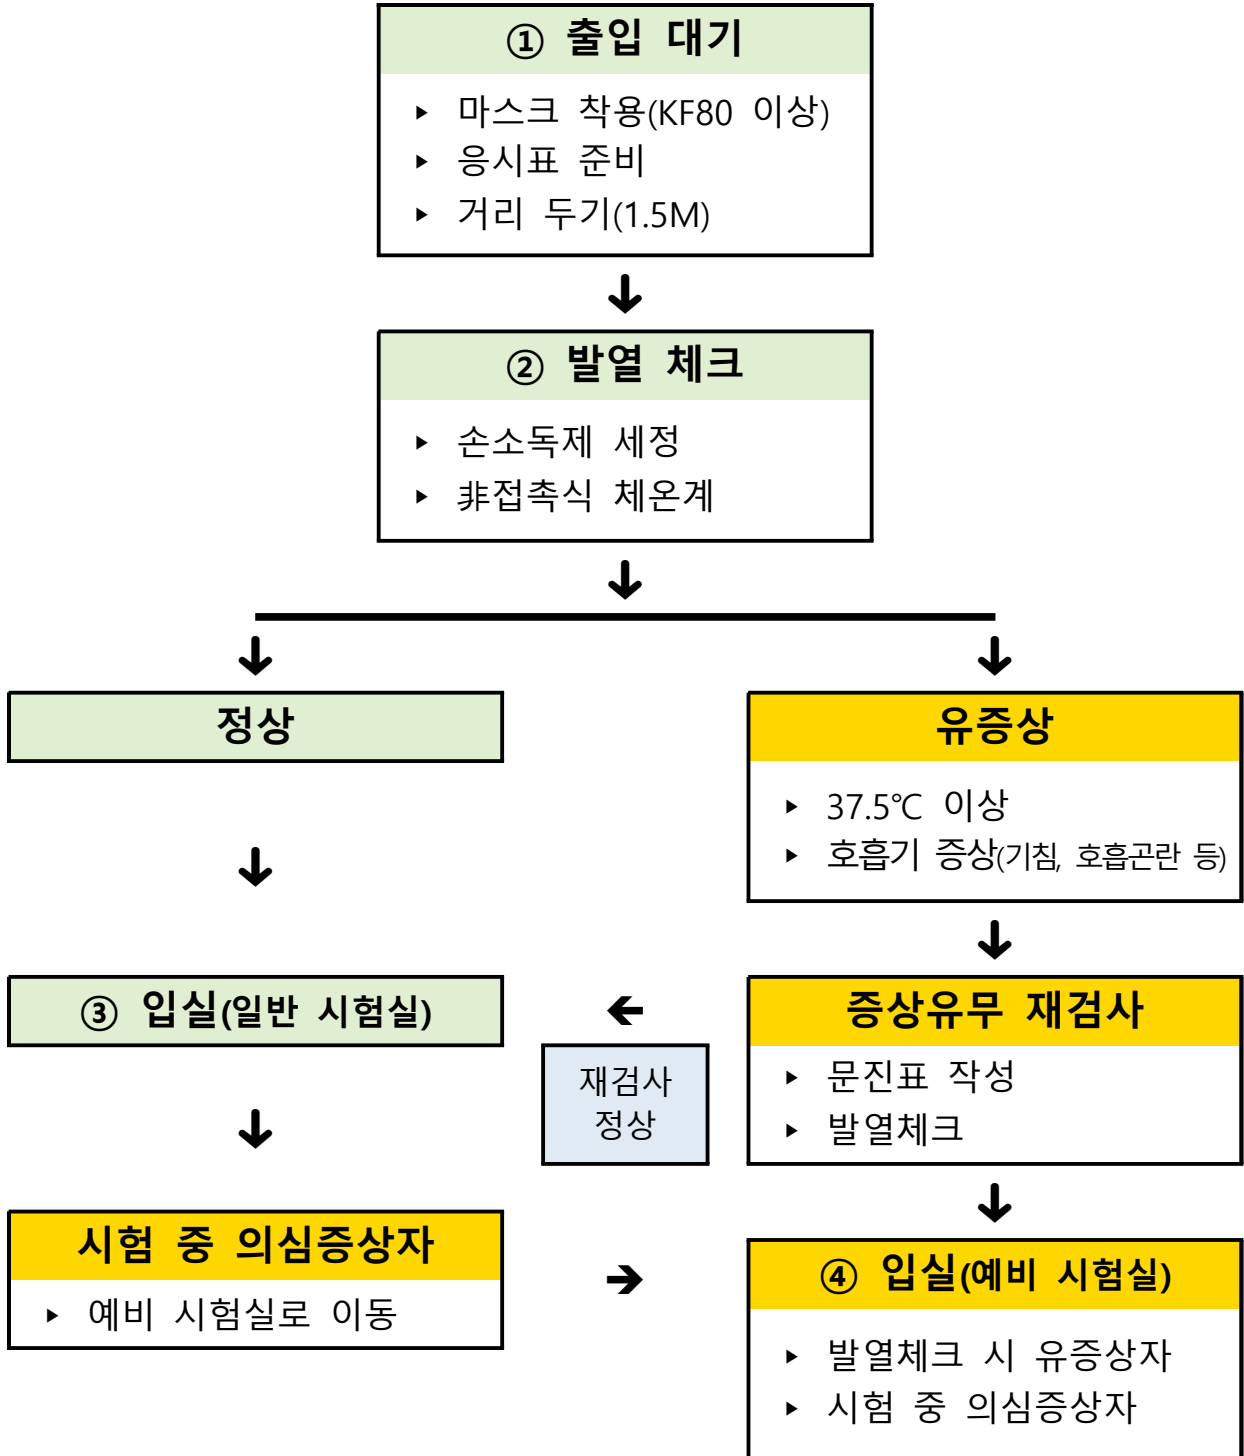 ① 출입 대기
▸ 마스크 착용(KF80 이상)
▸ 응시표 준비
▸ 거리 두기(1.5M)
② 발열 체크
▸ 손소독제 세정
▸ 非접촉식 체온계
정상
유증상
▸ 37.5℃ 이상
▸ 호흡기 증상(기침, 호흡곤란 등)
③ 입실(일반 시험실)
재검사
정상
증상유무 재검사
▸ 문진표 작성
▸ 발열체크
시험 중 의심증상자
▸ 예비 시험실로 이동
④ 입실(예비 시험실)
▸ 발열체크 시 유증상자
▸ 시험 중 의심증상자